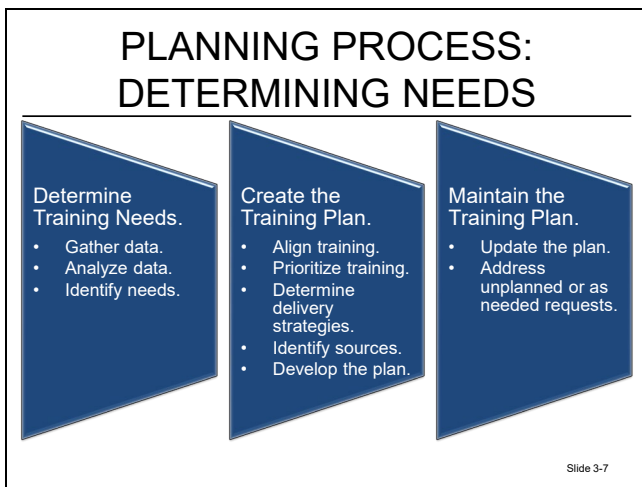 PLANNING PROCESS:
DETERMINING NEEDS
Determine
Training Needs.
• Gather data.
• Analyze data.
• Identify needs.
Create the
Training Plan.
• Align training.
• Prioritize training.
• Determine
delivery
strategies.
• Identify sources.
• Develop the plan.
Maintain the
Training Plan.
• Update the plan.
• Address
unplanned or as
needed requests.
Slide 3-7